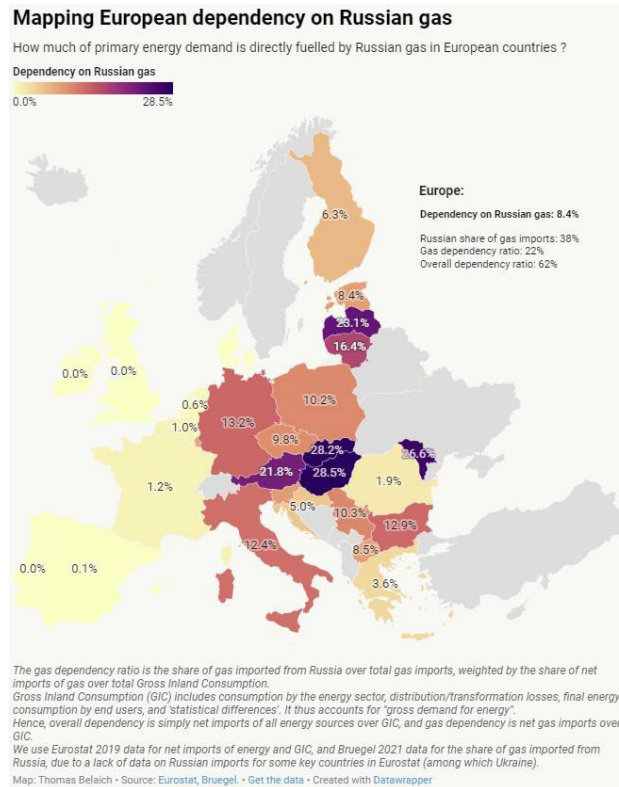 Mapping European dependency on Russian gas
How much of primary energy demand is directly fuelled by Russian gas in European countries ?
Dependency on Russian gas
0.0% 28.5%
Europe:
6.3%
Dependency on Russian gas: 8.4%
Russian share of gas imports: 38%
Gas dependency ratio: 22%
Overall dependency ratio: 62%
8.4%
23.1%
16.4%
0.0% 0.0%
0.6%
10.2%
1.0% 13.2%
9.8%
28.2% 26.6%
21.8% 28.5%
1.2% 1.9%
5.0%
10.3%
12.9%
12.4%
8.5%
0.0% 0.1%
3.6%
The gas dependency ratio is the share of gas imported from Russia over total gas imports, weighted by the share of net
imports of gas over total Gross Inland Consumption.
Gross Inland Consumption (GIC) includes consumption by the energy sector, distribution/transformation losses, final energy
consumption by end users, and 'statistical differences'. It thus accounts for "gross demand for energy".
Hence, overall dependency is simply net imports of all energy sources over GIC, and gas dependency is net gas imports over
GIC.
We use Eurostat 2019 data for net imports of energy and GIC, and Bruegel 2021 data for the share of gas imported from
Russia, due to a lack of data on Russian imports for some key countries in Eurostat (among which Ukraine).
Map: Thomas Belaich • Source: Eurostat, Bruegel. • Get the data • Created with Datawrapper